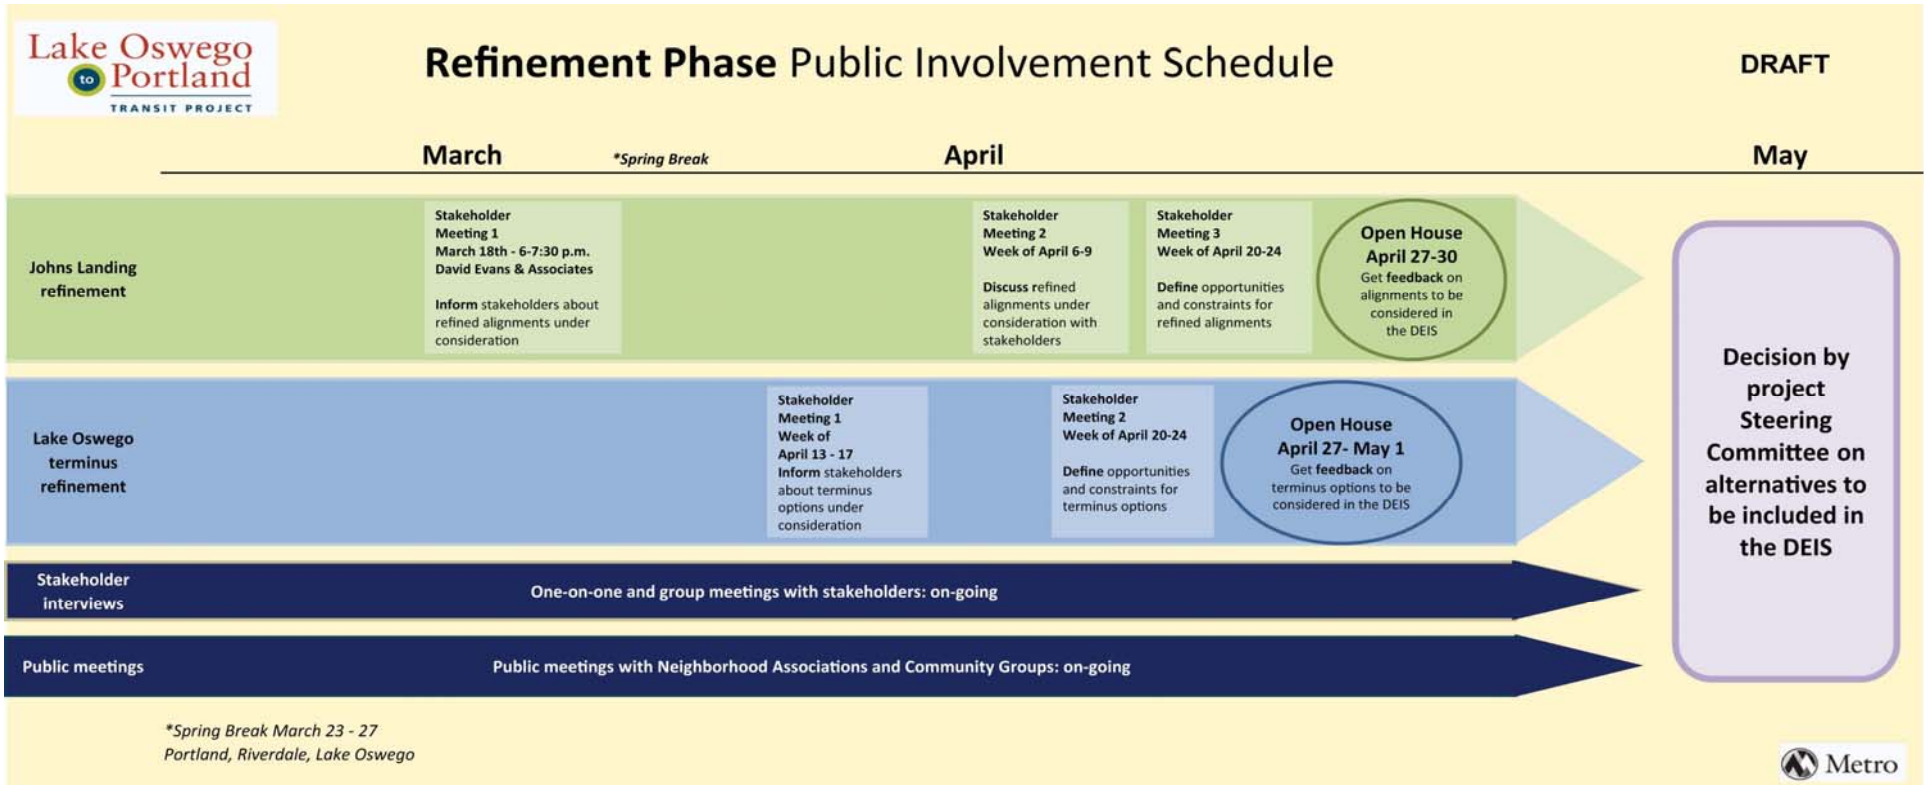 Lake Oswego
to Portland
TRANSIT PROJECT
Refinement Phase Public Involvement Schedule
DRAFT
March
*Spring Break
April
May
Johns Landing
refinement
Stakeholder
Meeting 1
March 18th - 6-7:30 p.m.
David Evans & Associates
Inform stakeholders about
refined alignments under
consideration
Stakeholder
Meeting 2
Week of April 6-9
Discuss refined
alignments under
consideration with
stakeholders
Stakeholder
Meeting 3
Week of April 20-24
Define opportunities
and constraints for
refined alignments
Open House
April 27-30
Get feedback on
alignments to be
considered in
the DEIS
Lake Oswego
terminus
refinement
Stakeholder
Meeting 1
Week of
April 13 - 17
Inform stakeholders
about terminus
options under
consideration
Stakeholder
Meeting 2
Week of April 20-24
Define opportunities
and constraints for
terminus options
Open House
April 27- May 1
Get feedback on
terminus options to be
considered in the DEIS
Stakeholder
interviews
One-on-one and group meetings with stakeholders: on-going
Public meetings
Public meetings with Neighborhood Associations and Community Groups: on-going
Decision by
project
Steering
Committee on
alternatives to
be included in
the DEIS
*Spring Break March 23 - 27
Portland, Riverdale, Lake Oswego
Metro